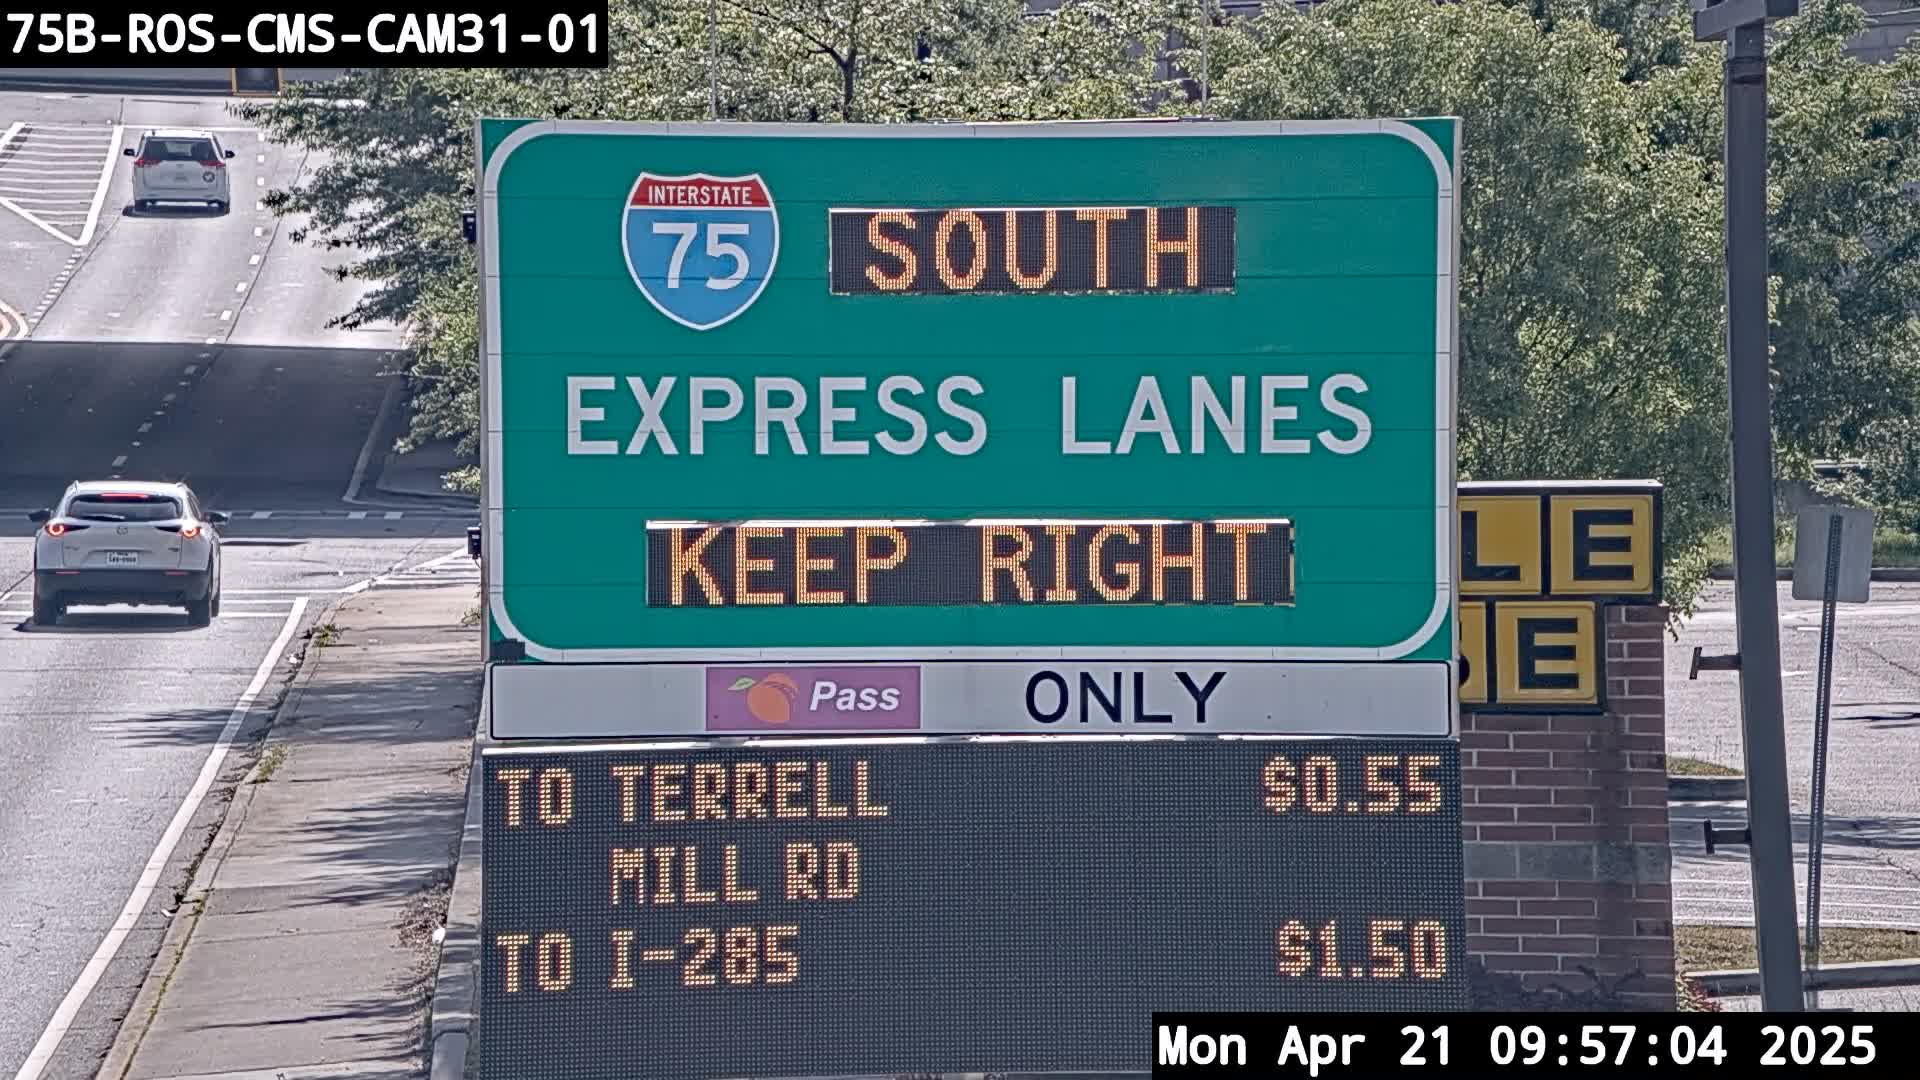 75B-ROS-CMS-CAM31-01
INTERSTATE
75
SOUTH
EXPRESS LANES
KEEP RIGHT
LE
E
Pass ONLY
TO TERRELL $0.55
MILL RD
TO I-285 $1.50
Mon Apr 21 09:57:04 2025